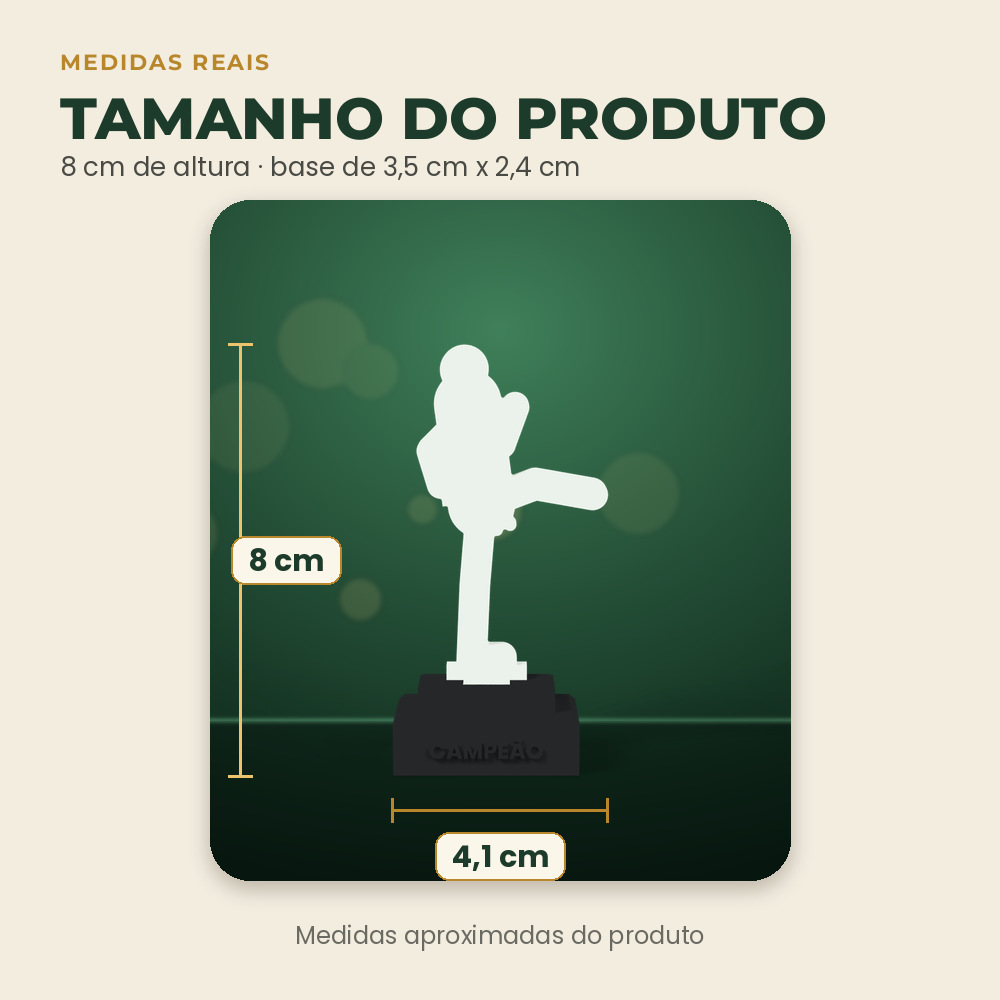 MEDIDAS REAIS
TAMANHO DO PRODUTO
8 cm de altura · base de 3,5 cm x 2,4 cm
8 cm
CAMPEÃO
4,1 cm
Medidas aproximadas do produto